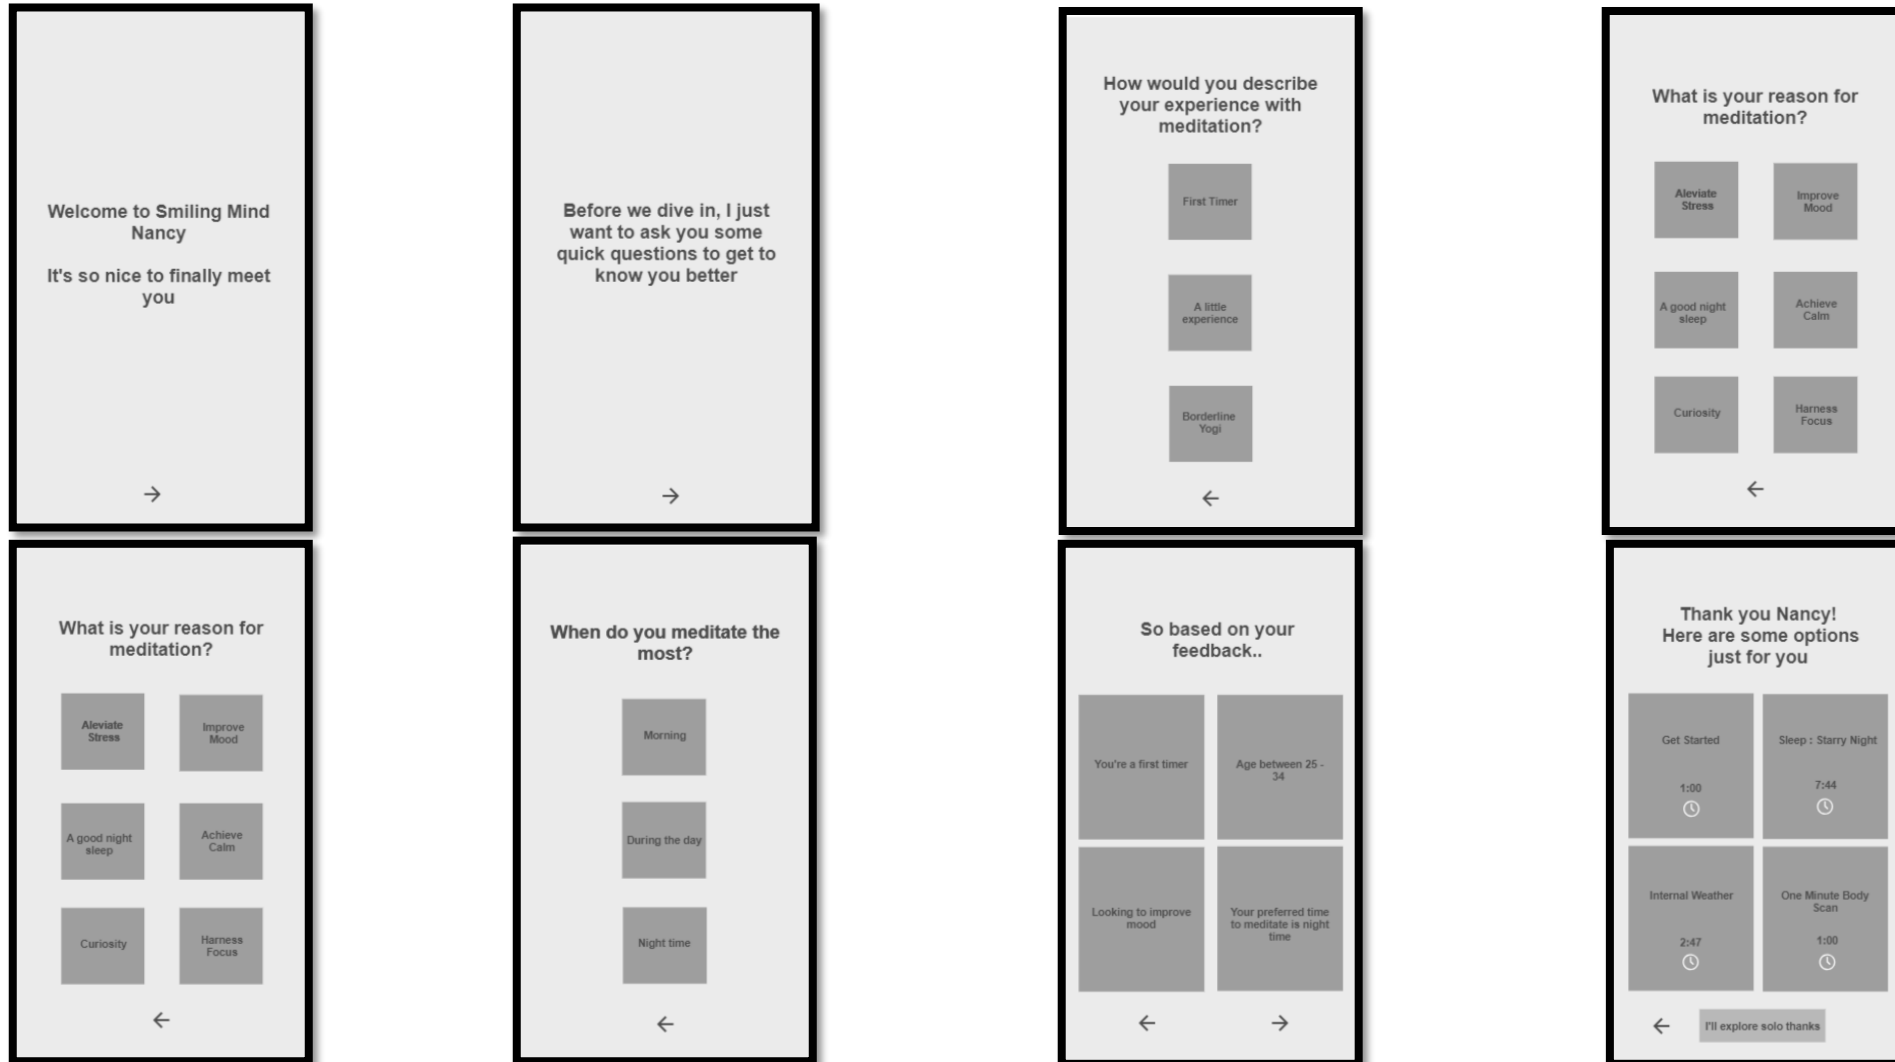 Welcome to Smiling Mind
Nancy
It's so nice to finally meet
you
Before we dive in, I just
want to ask you some
quick questions to get to
know you better
How would you describe
your experience with
meditation?
First Timer
A little
experience
Borderline
Yogi
What is your reason for
meditation?
Aleviate
Stress
Improve
Mood
A good night
sleep
Achieve
Calm
Curiosity
Harness
Focus
What is your reason for
meditation?
Aleviate
Stress
Improve
Mood
A good night
sleep
Achieve
Calm
Curiosity
Harness
Focus
When do you meditate the
most?
Morning
During the day
Night time
So based on your
feedback..
You're a first timer
Age between 25 -
34
Looking to improve
mood
Your preferred time
to meditate is night
time
Thank you Nancy!
Here are some options
just for you
Get Started
1:00
Sleep : Starry Night
7:44
Internal Weather
2:47
One Minute Body
Scan
1:00
I'll explore solo thanks